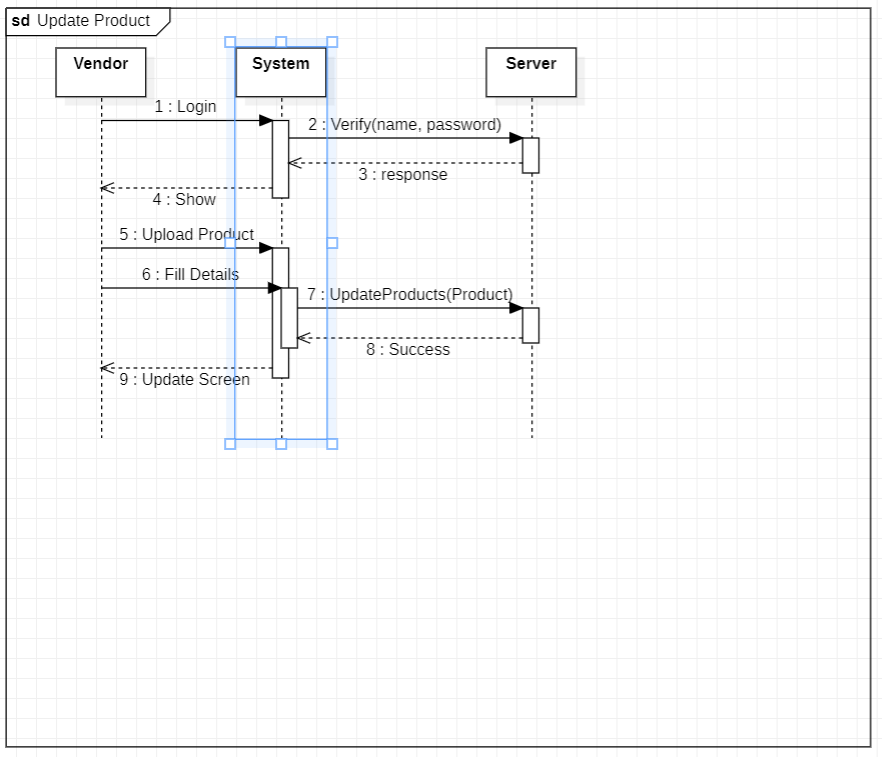 sd Update Product
Vendor
System
Server
1 : Login
2 : Verify(name, password)
3 : response
4 : Show
5 : Upload Product
6 : Fill Details
7 : UpdateProducts(Product)
8 : Success
9 : Update Screen